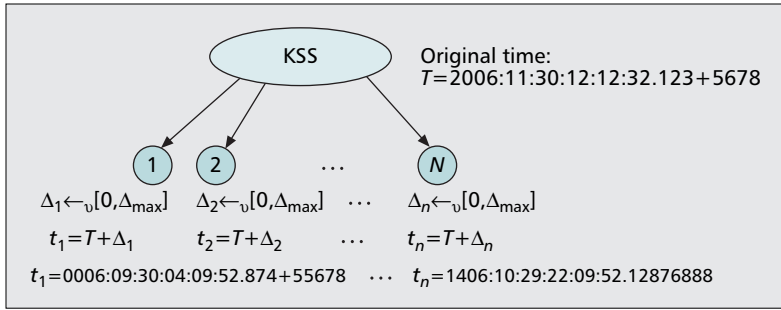 KSS
Original time:
T=2006:11:30:12:12:32.123+5678
1 2 ... N
Δ1←υ[0,Δmax] Δ2←υ[0,Δmax] ... Δn←υ[0,Δmax]
t1=T+Δ1 t2=T+Δ2 ... tn=T+Δn
t1=0006:09:30:04:09:52.874+55678 ... tn=1406:10:29:22:09:52.12876888